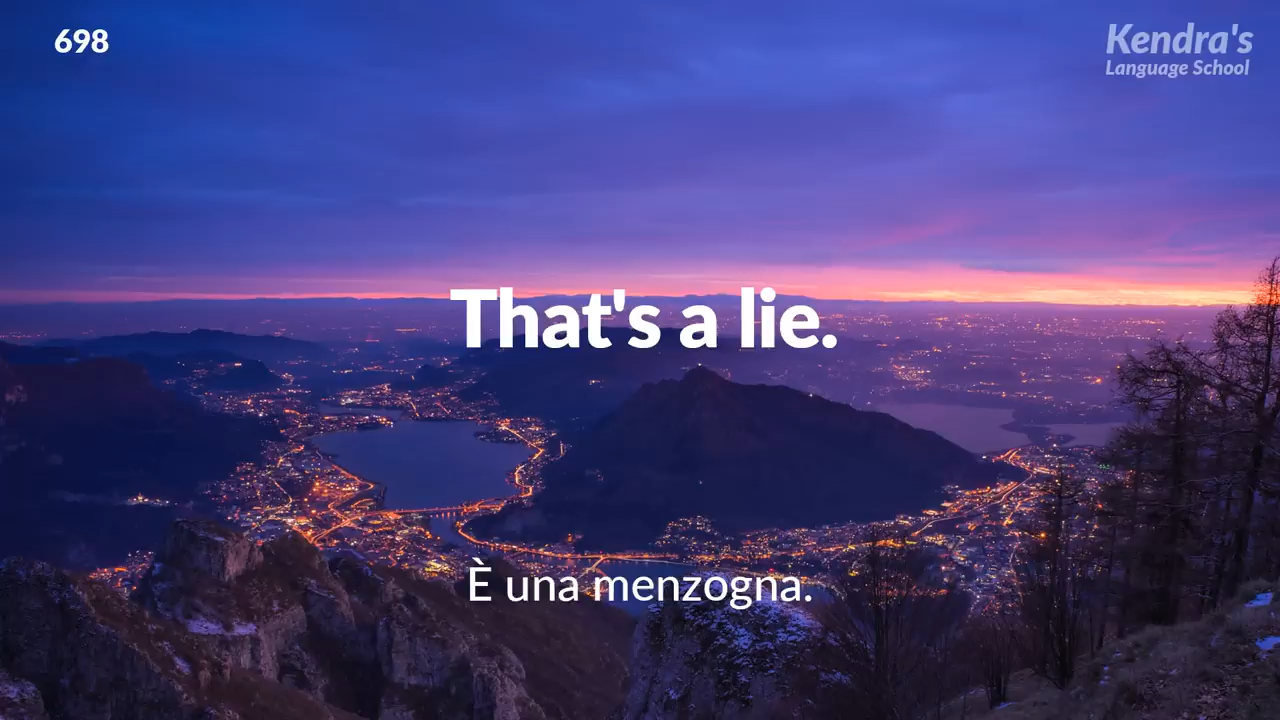 698
Kendra's
Language School
That's a lie.
È una menzogna.